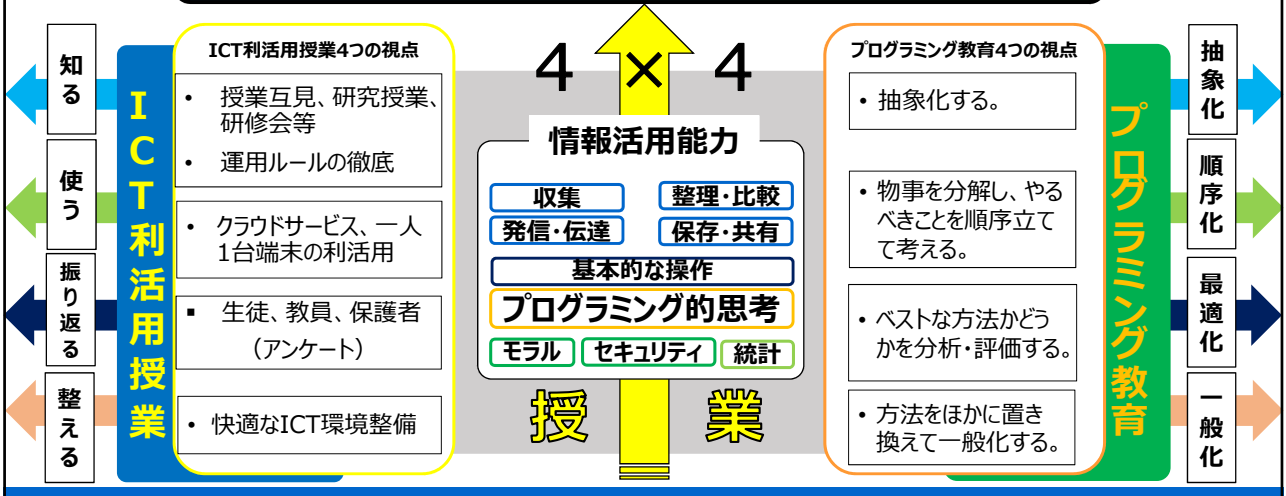 知る
使う
振り返る
整える
ICT利活用授業
ICT利活用授業4つの視点
• 授業互見、研究授業、
研修会等
• 運用ルールの徹底
• クラウドサービス、一人
1台端末の利活用
▪ 生徒、教員、保護者
(アンケート)
• 快適なICT環境整備
4 × 4
情報活用能力
収集
整理・比較
発信・伝達
保存・共有
基本的な操作
プログラミング的思考
モラル
セキュリティ
統計
授 業
プログラミング教育4つの視点
• 抽象化する。
• 物事を分解し、やる
べきことを順序立て
て考える。
• ベストな方法かどう
かを分析・評価する。
• 方法をほかに置き
換えて一般化する。
プログラミング教育
抽象化
順序化
最適化
一般化